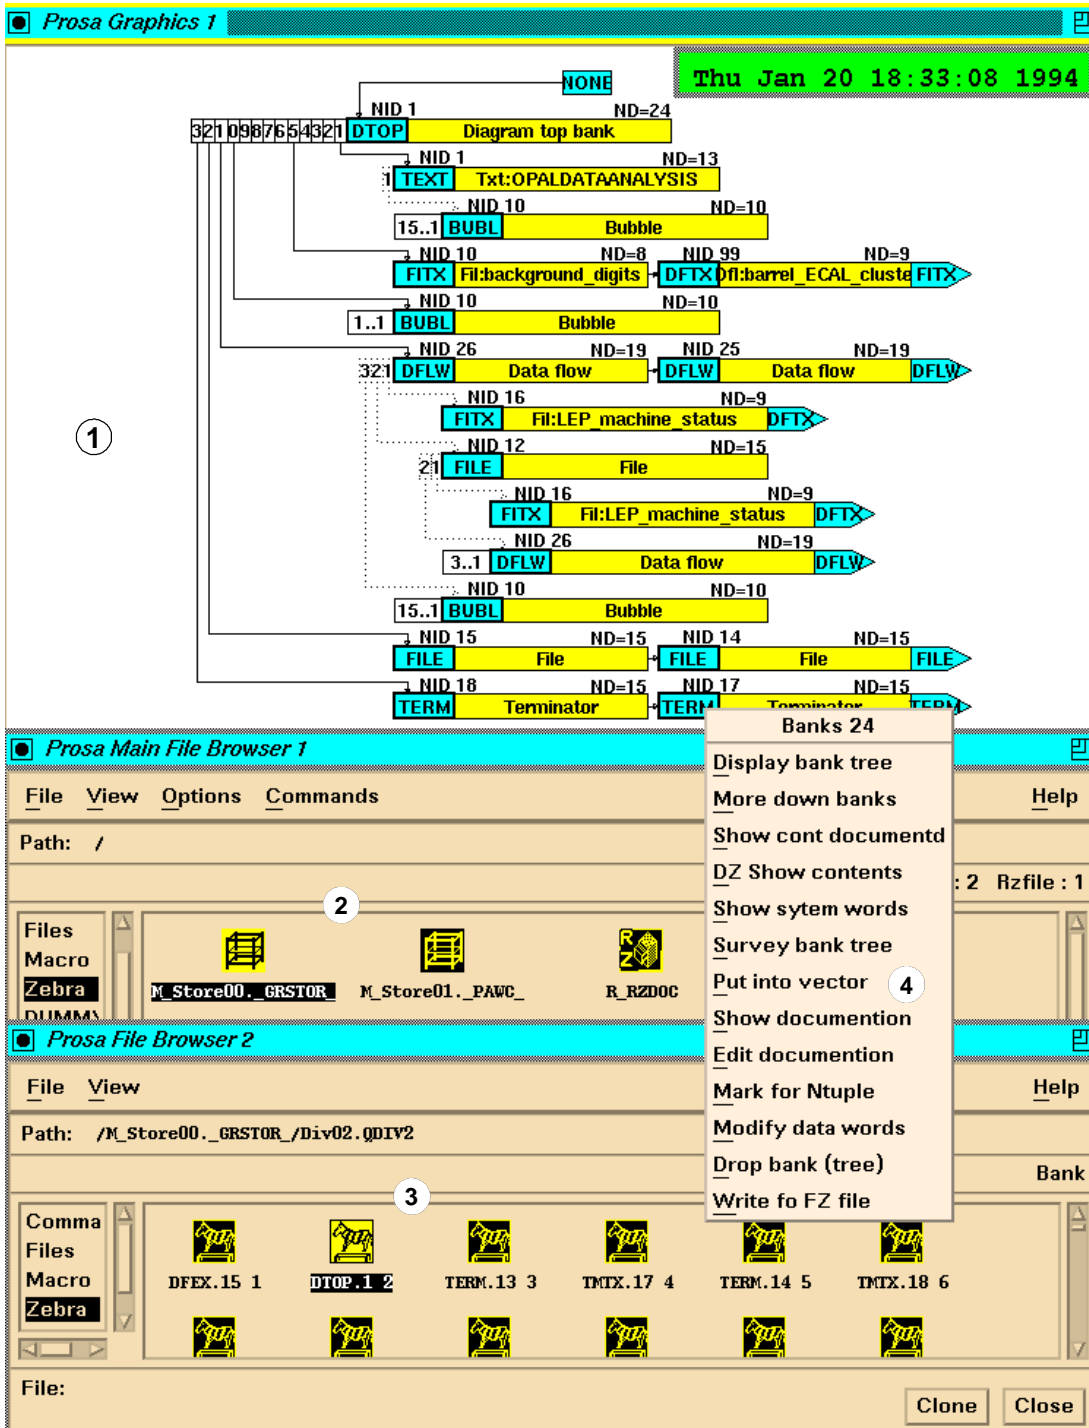 Prosa Graphics 1
Thu Jan 20 18:33:08 1994
NONE
NID 1 ND=24
3210987654321 DTOP Diagram top bank
NID 1 ND=13
1 TEXT Txt:OPALDATAANALYSIS
NID 10 ND=10
15..1 BUBL Bubble
NID 10 ND=8 NID 99 ND=9
FITX Fil:background_digits DFTX Dfl:barrel_ECAL_cluste FITX
NID 10 ND=10
1..1 BUBL Bubble
NID 26 ND=19 NID 25 ND=19
321 DFLW Data flow DFLW Data flow DFLW
NID 16 ND=9
FITX Fil:LEP_machine_status DFTX
1
NID 12 ND=15
21 FILE File
NID 16 ND=9
FITX Fil:LEP_machine_status DFTX
NID 26 ND=19
3..1 DFLW Data flow DFLW
NID 10 ND=10
15..1 BUBL Bubble
NID 15 ND=15 NID 14 ND=15
FILE File FILE File FILE
NID 18 ND=15 NID 17 ND=15
TERM Terminator TERM Terminator TERM
Banks 24
Display bank tree
More down banks
Show cont documentd
DZ Show contents
Show sytem words
Survey bank tree
Put into vector 4
Show documention
Edit documention
Mark for Ntuple
Modify data words
Drop bank (tree)
Write fo FZ file
Prosa Main File Browser 1
File View Options Commands Help
Path: /
: 2 Rzfile : 1
2
Files
Macro
Zebra
DUMMY
M_Store00._GRSTOR_ M_Store01._PAWC_ R_RZDOC
Prosa File Browser 2
File View Help
Path: /M_Store00._GRSTOR_/Div02.QDIV2
Bank
3
Comma
Files
Macro
Zebra
DFEX.15 1 DTOP.1 2 TERM.13 3 TMTX.17 4 TERM.14 5 TMTX.18 6
File:
Clone Close